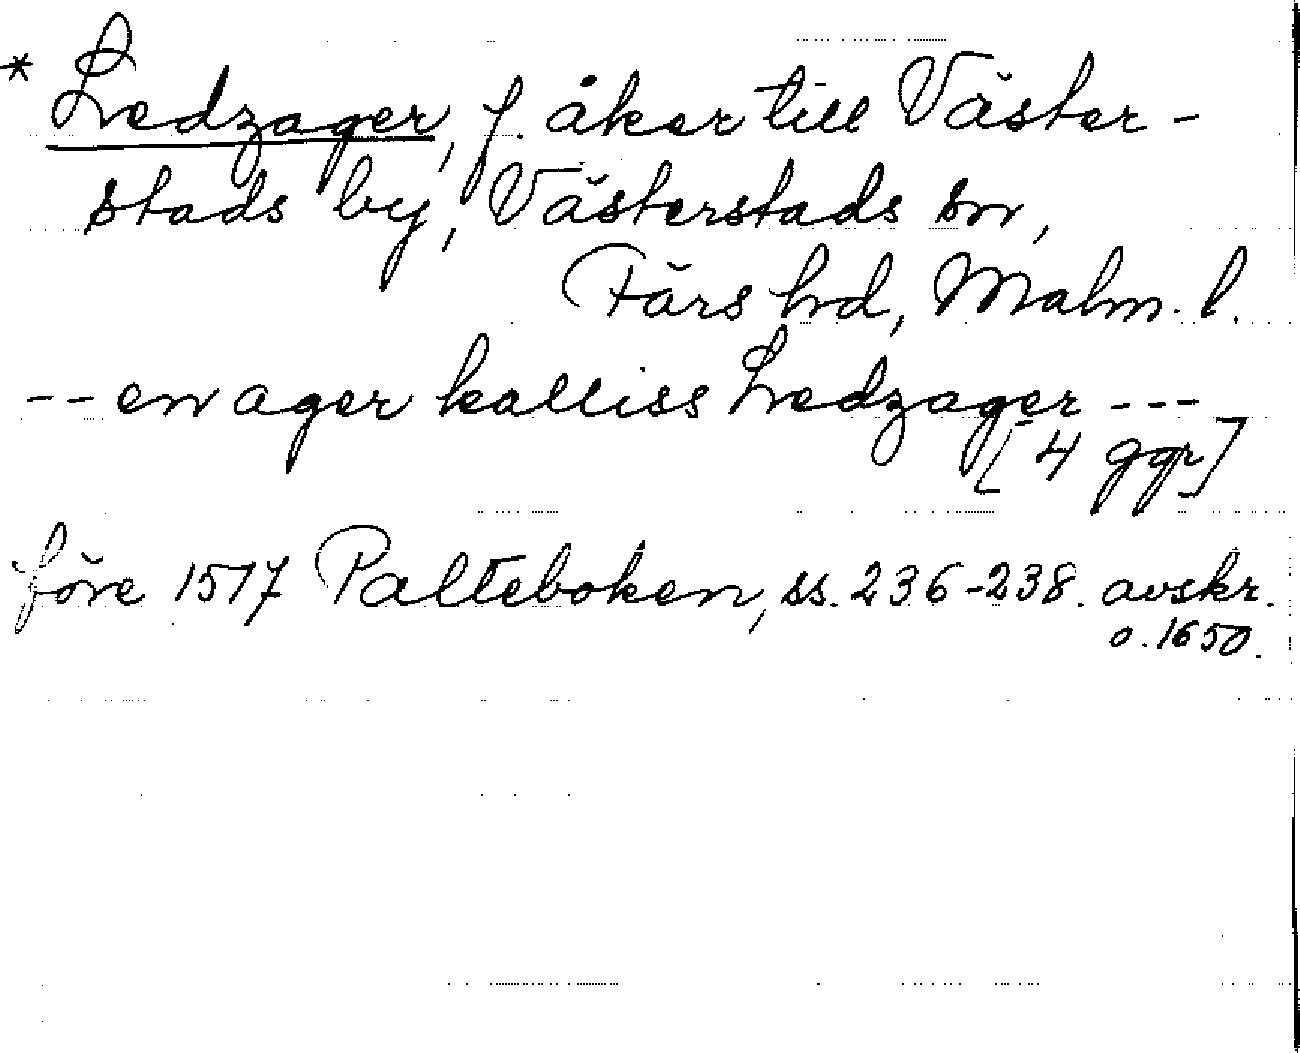 * Ledzager, f. åker till Väster-
stads by, Västerstads sn,
Färs hd, Malm. l.
-- en ager kalliss Ledzager ---
[4 ggr]
före 1517 Palteboken, ss. 236-238. avskr.
o. 1650.